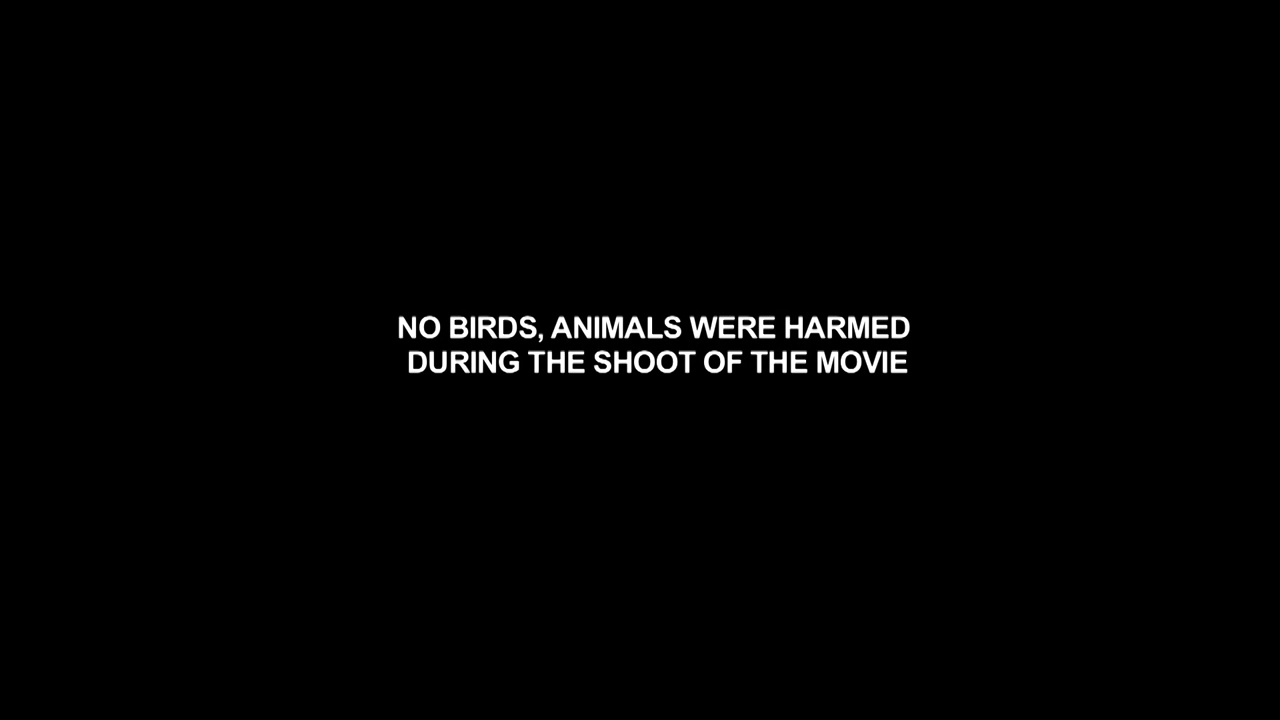 NO BIRDS, ANIMALS WERE HARMED
DURING THE SHOOT OF THE MOVIE